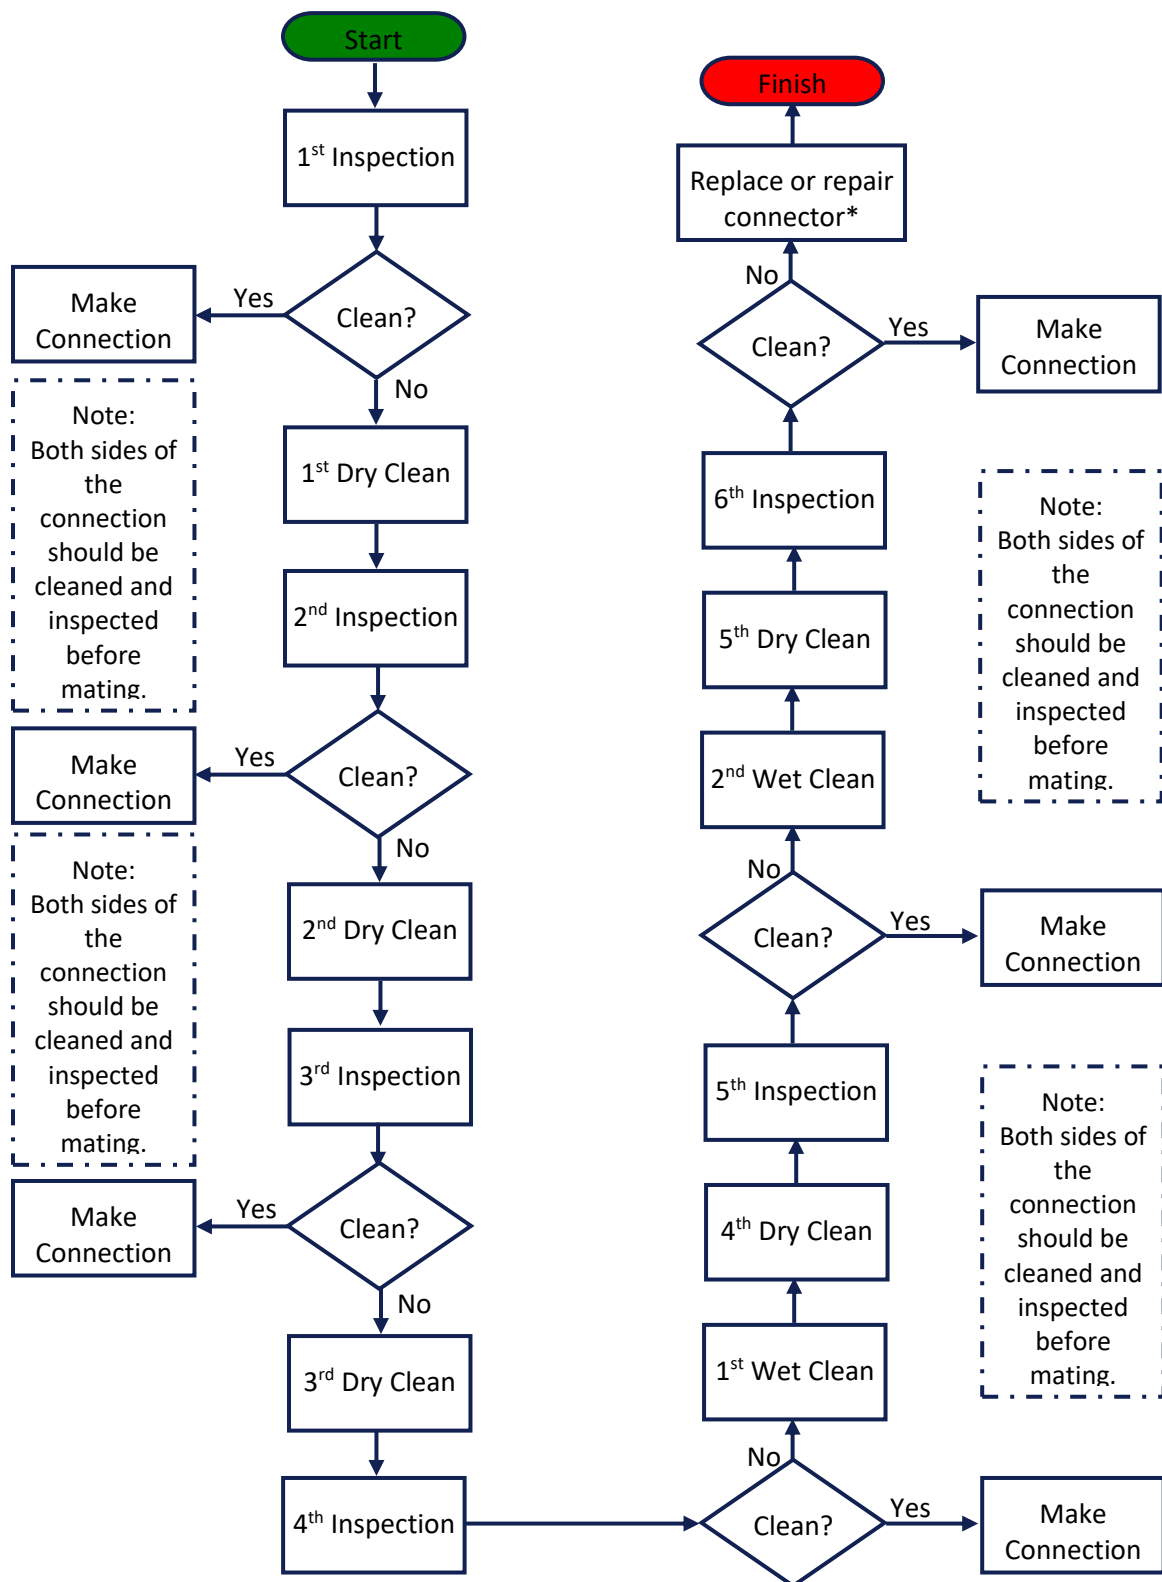 Start
1st Inspection
Clean?
Yes
Make
Connection
No
Note:
Both sides of
the
connection
should be
cleaned and
inspected
before
mating.
1st Dry Clean
2nd Inspection
Clean?
Yes
Make
Connection
No
Note:
Both sides of
the
connection
should be
cleaned and
inspected
before
mating.
2nd Dry Clean
3rd Inspection
Clean?
Yes
Make
Connection
No
3rd Dry Clean
4th Inspection
Clean?
Yes
Make
Connection
No
1st Wet Clean
Note:
Both sides of
the
connection
should be
cleaned and
inspected
before
mating.
4th Dry Clean
5th Inspection
Clean?
Yes
Make
Connection
No
2nd Wet Clean
Note:
Both sides of
the
connection
should be
cleaned and
inspected
before
mating.
5th Dry Clean
6th Inspection
Clean?
Yes
Make
Connection
No
Replace or repair
connector*
Finish